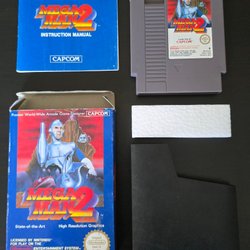 MEGA
MAN 2
INSTRUCTION MANUAL
CAPCOM
MEGA
MAN 2
CAPCOM
MEGA
MAN 2
State-of-the-Art High Resolution Graphics
LICENSED BY NINTENDO
FOR PLAY ON THE
ENTERTAINMENT SYSTEM